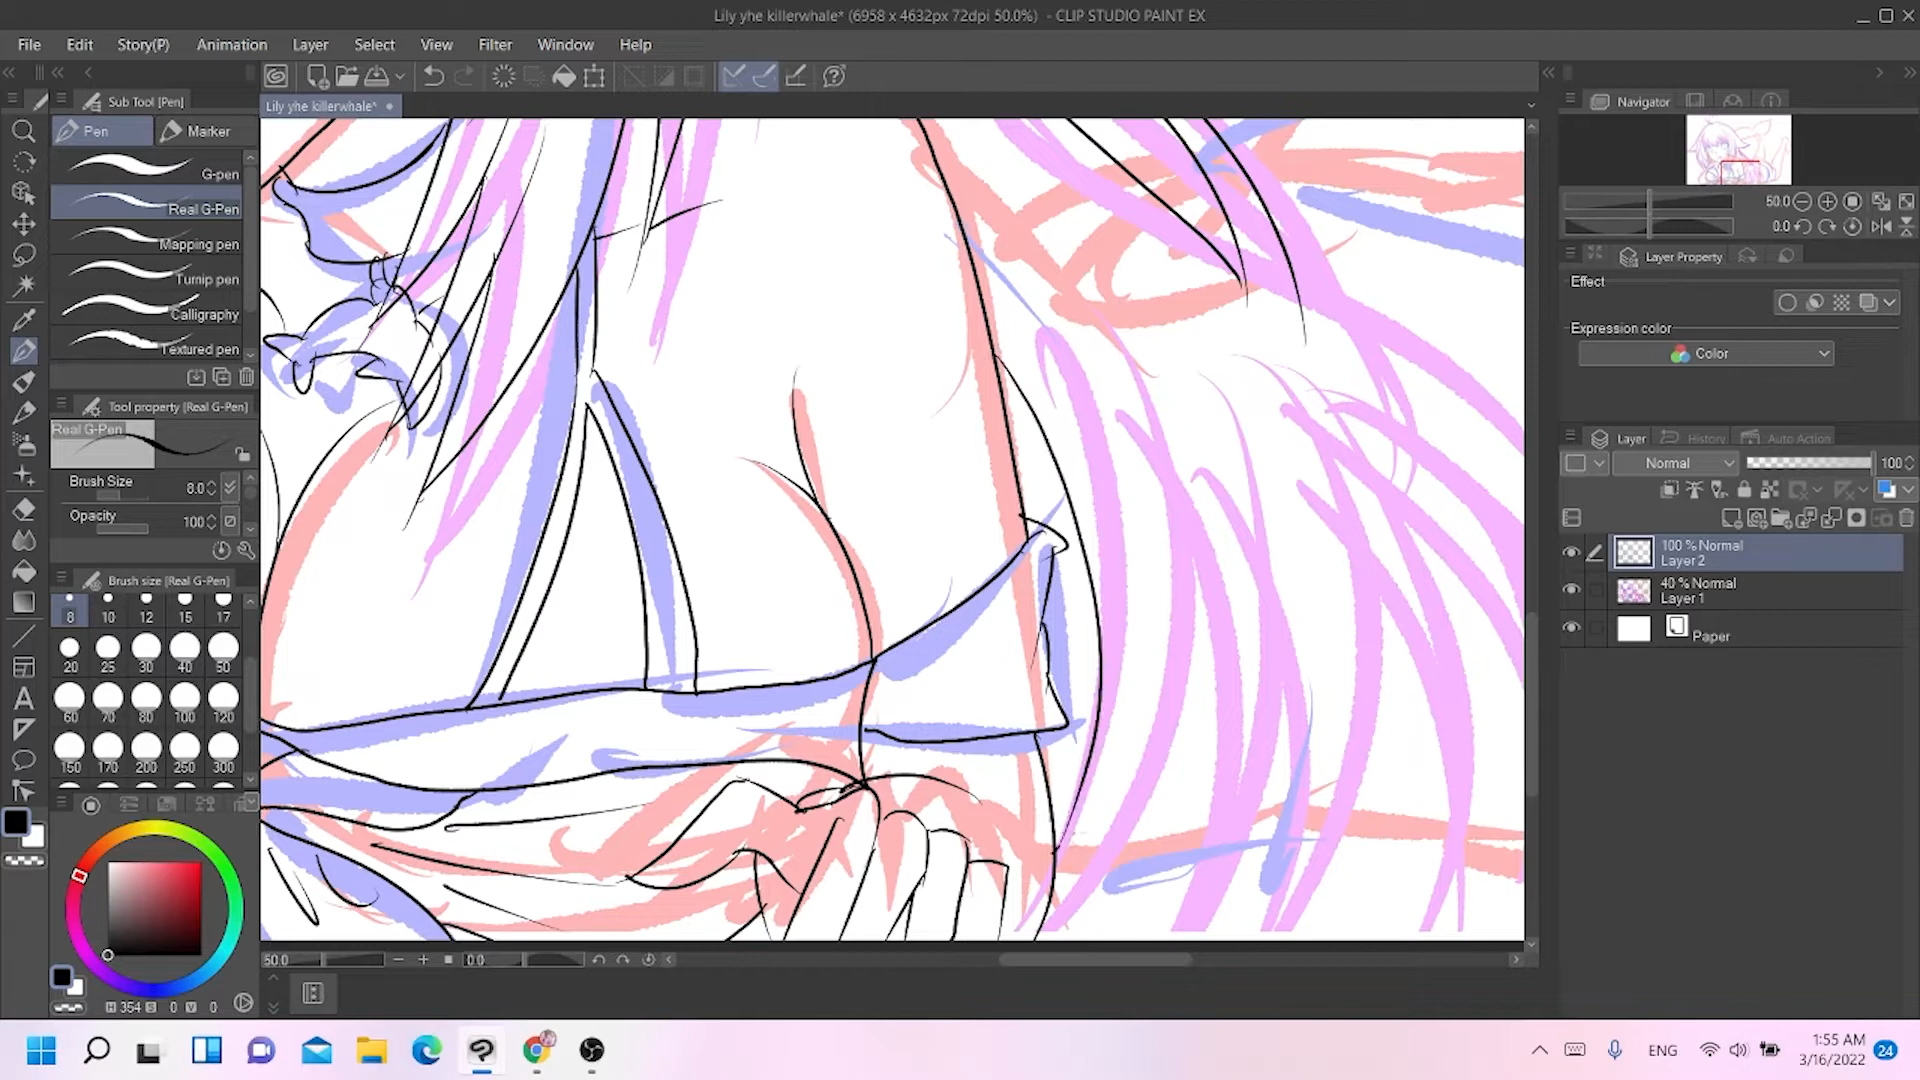 Lily yhe killerwhale* (6958 x 4632px 72dpi 50.0%) - CLIP STUDIO PAINT EX
File Edit Story(P) Animation Layer Select View Filter Window Help
Sub Tool [Pen]
Pen Marker
G-pen
Real G-Pen
Mapping pen
Turnip pen
Calligraphy
Textured pen
Tool property [Real G-Pen]
Real G-Pen
Brush Size 8.0
Opacity 100
Brush size [Real G-Pen]
8 10 12 15 17
20 25 30 40 50
60 70 80 100 120
150 170 200 250 300
H 354 S 0 V 0
Lily yhe killerwhale*
50.0 0.0
Navigator
50.0
0.0
Layer Property
Effect
Expression color
Color
Layer History Auto Action
Normal 100
100 % Normal
Layer 2
40 % Normal
Layer 1
Paper
ENG
1:55 AM
3/16/2022
24